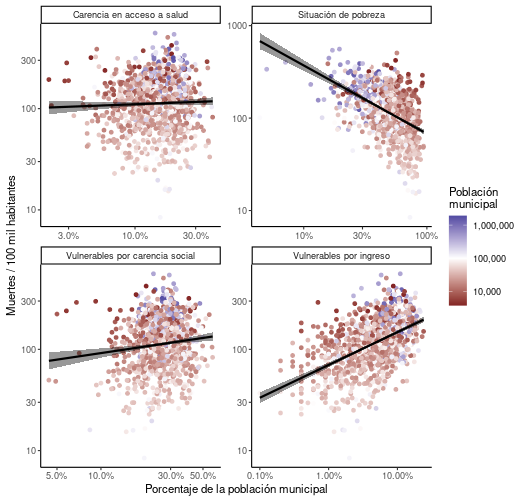 Carencia en acceso a salud
Situación de pobreza
300
100
30
10
3.0% 10.0% 30.0%
1000
100
10
10% 30% 100%
Vulnerables por carencia social
Vulnerables por ingreso
300
100
30
10
5.0% 10.0% 30.0% 50.0%
300
100
30
10
0.10% 1.00% 10.00%
Muertes / 100 mil habitantes
Porcentaje de la población municipal
Población
municipal
1,000,000
100,000
10,000